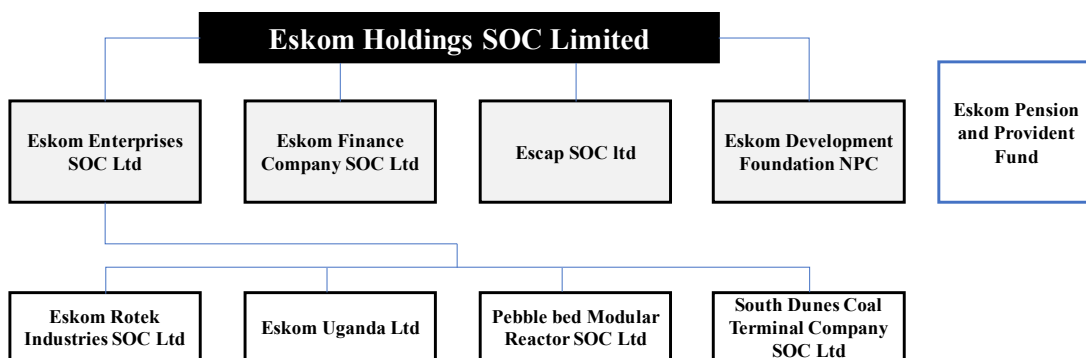 Eskom Holdings SOC Limited
Eskom Enterprises
SOC Ltd
Eskom Finance
Company SOC Ltd
Escap SOC ltd
Eskom Development
Foundation NPC
Eskom Pension
and Provident
Fund
Eskom Rotek
Industries SOC Ltd
Eskom Uganda Ltd
Pebble bed Modular
Reactor SOC Ltd
South Dunes Coal
Terminal Company
SOC Ltd